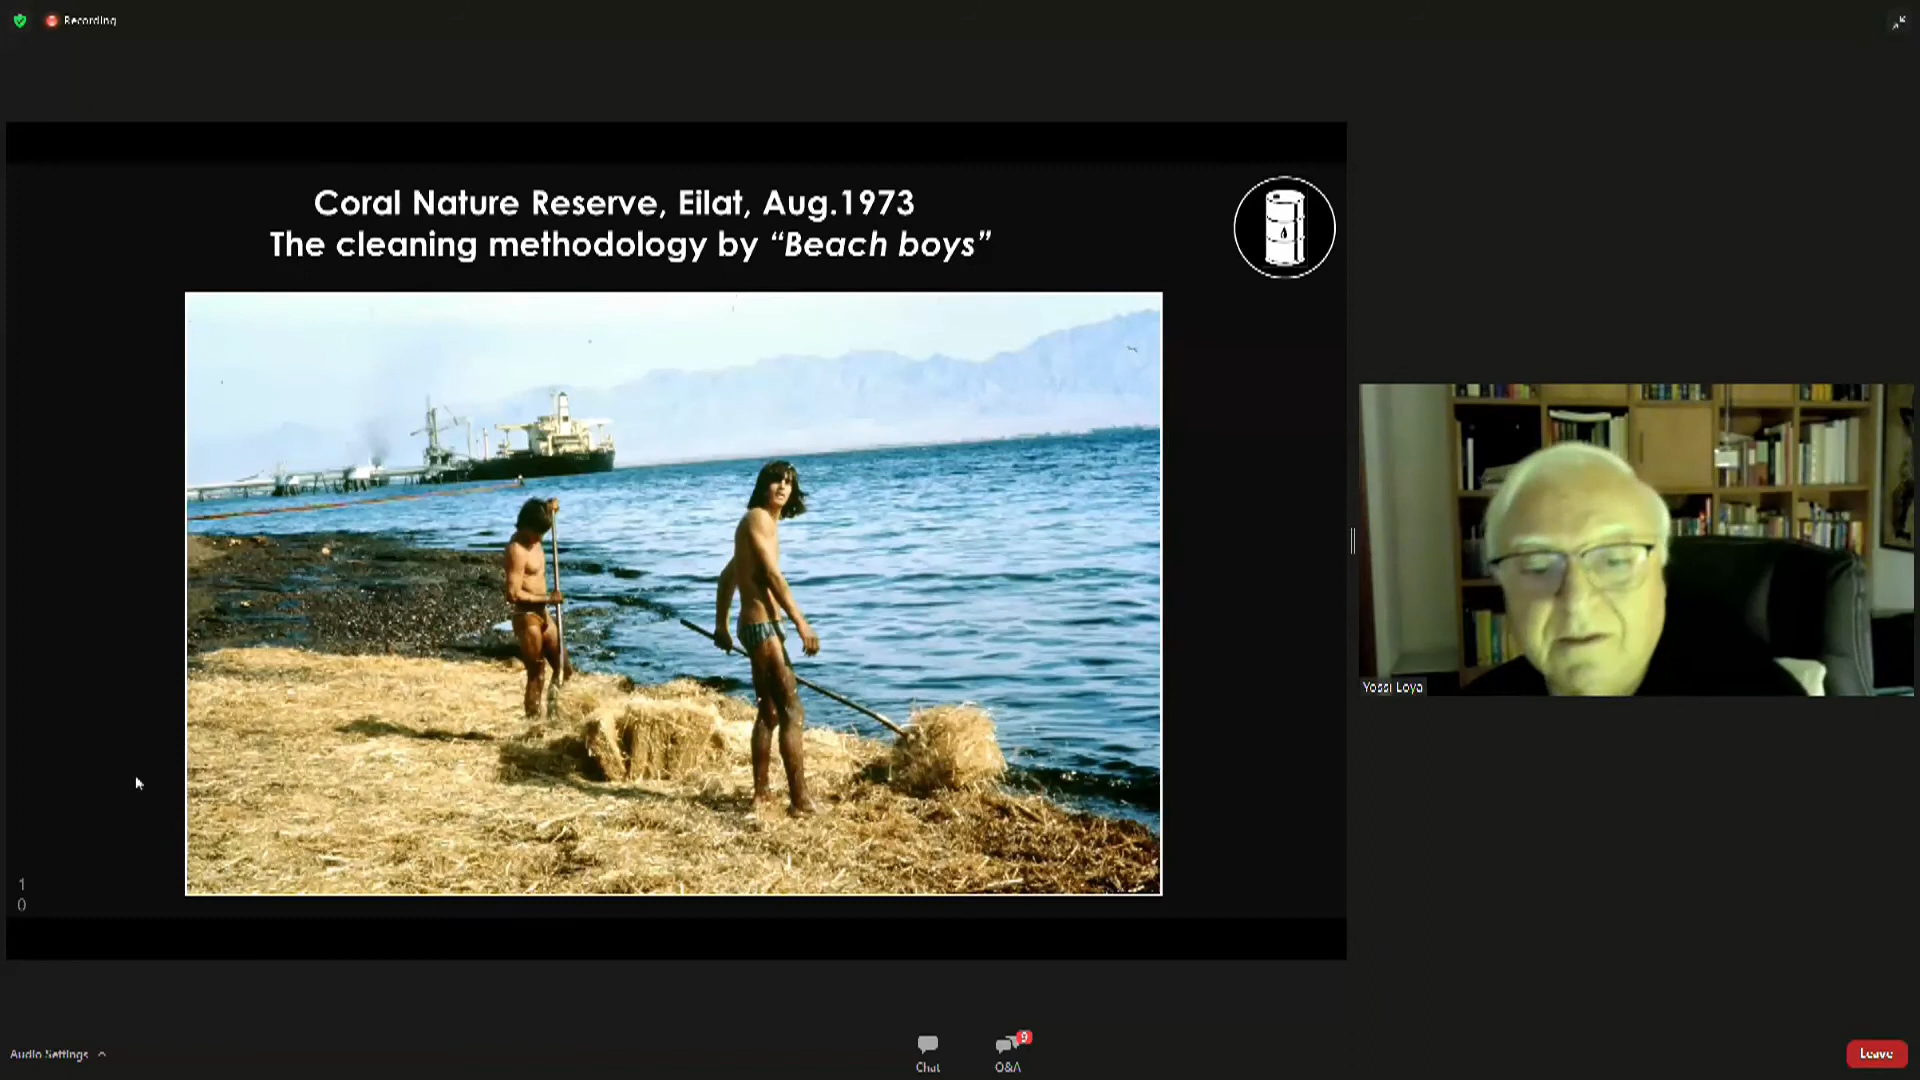 Recording
Coral Nature Reserve, Eilat, Aug.1973
The cleaning methodology by “Beach boys”
Yossi Loya
1
0
Audio Settings
Chat
9
Q&A
Leave